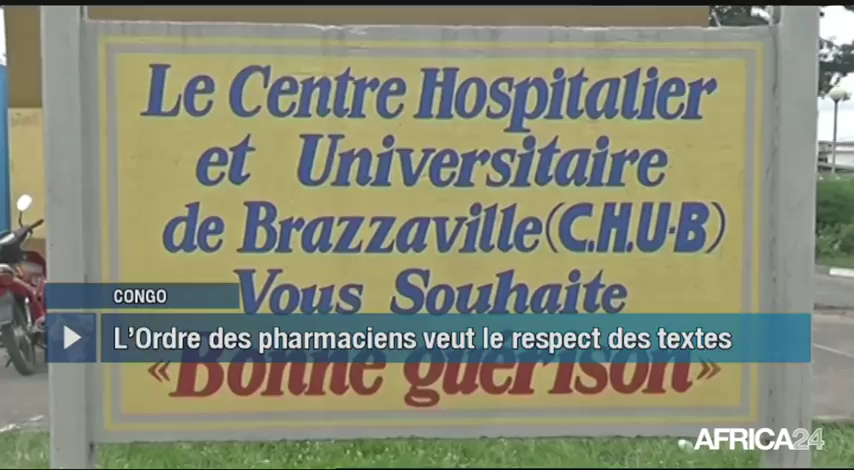 Le Centre Hospitalier
et Universitaire
de Brazzaville (C.H.U-B)
Vous Souhaite
CONGO
L'Ordre des pharmaciens veut le respect des textes
«Bonne guérison»
AFRICA24